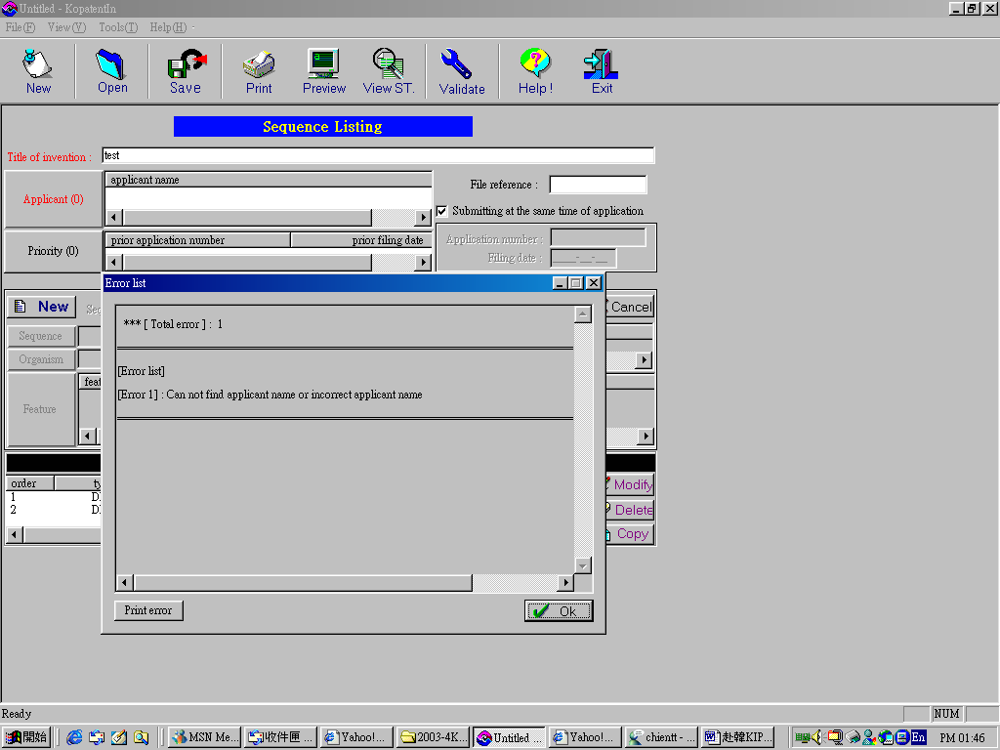 Untitled - KopatentIn
File(F) View(V) Tools(T) Help(H) -
New Open Save Print Preview View ST. Validate Help ! Exit
Sequence Listing
Title of invention : test
applicant name
Applicant (0)
File reference :
Submitting at the same time of application
Priority (0)
prior application number prior filing date
Application number :
Filing date : ____-__-__
Error list
New Seq
Cancel
*** [ Total error ] : 1
Sequence
Organism
[Error list]
feat
[Error 1] : Can not find applicant name or incorrect applicant name
Feature
order ty
Modify
1 D
2 D
Delete
Copy
Print error
Ok
Ready
NUM
開始 MSN Me... 收件匣 ... Yahoo!... 2003-4K... Untitled ... Yahoo!... chientt - ... 赴韓KIP... En PM 01:46